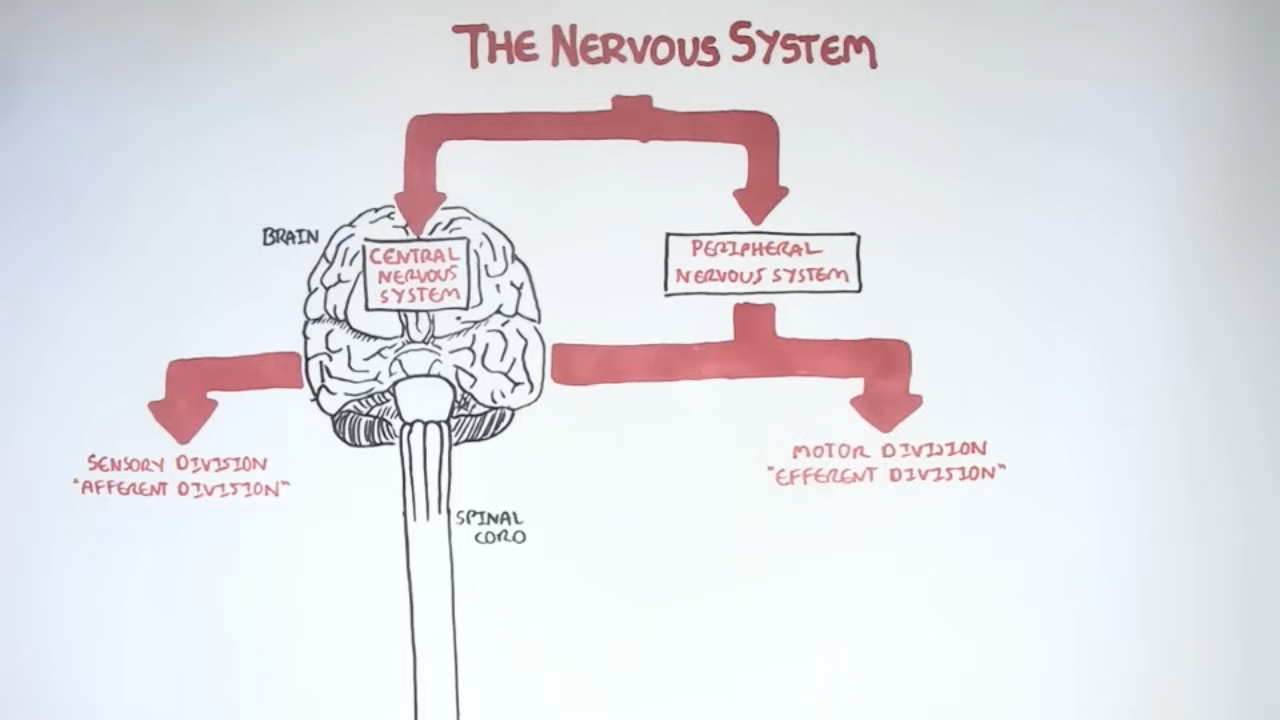 THE NERVOUS SYSTEM
BRAIN
CENTRAL
NERVOUS
SYSTEM
PERIPHERAL
NERVOUS SYSTEM
SENSORY DIVISION
"AFFERENT DIVISION"
MOTOR DIVISION
"EFFERENT DIVISION"
SPINAL
CORD